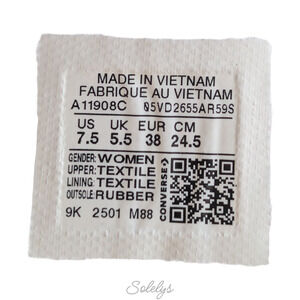 MADE IN VIETNAM
FABRIQUE AU VIETNAM
A11908C 05VD2655AR59S
US UK EUR CM
7.5 5.5 38 24.5
GENDER: WOMEN
UPPER: TEXTILE
LINING: TEXTILE
OUTSOLE: RUBBER
CONVERSE
9K 2501 M88
Solelys